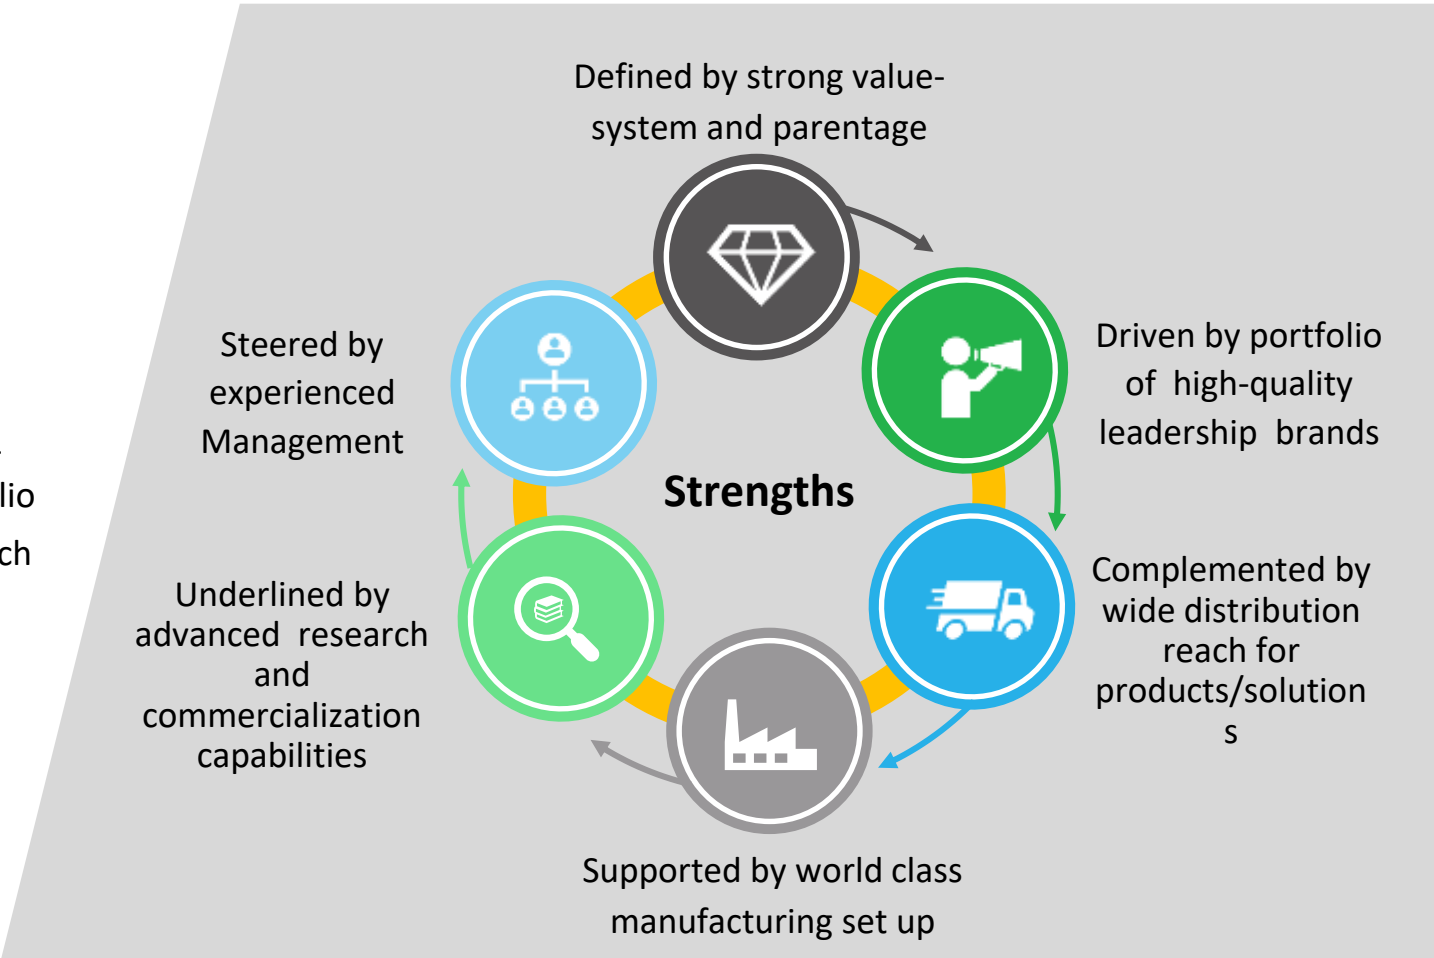 Defined by strong value-
system and parentage
Driven by portfolio
of high-quality
leadership brands
Complemented by
wide distribution
reach for
products/solution
s
Supported by world class
manufacturing set up
Underlined by
advanced research
and
commercialization
capabilities
Steered by
experienced
Management
Strengths
lio
ch